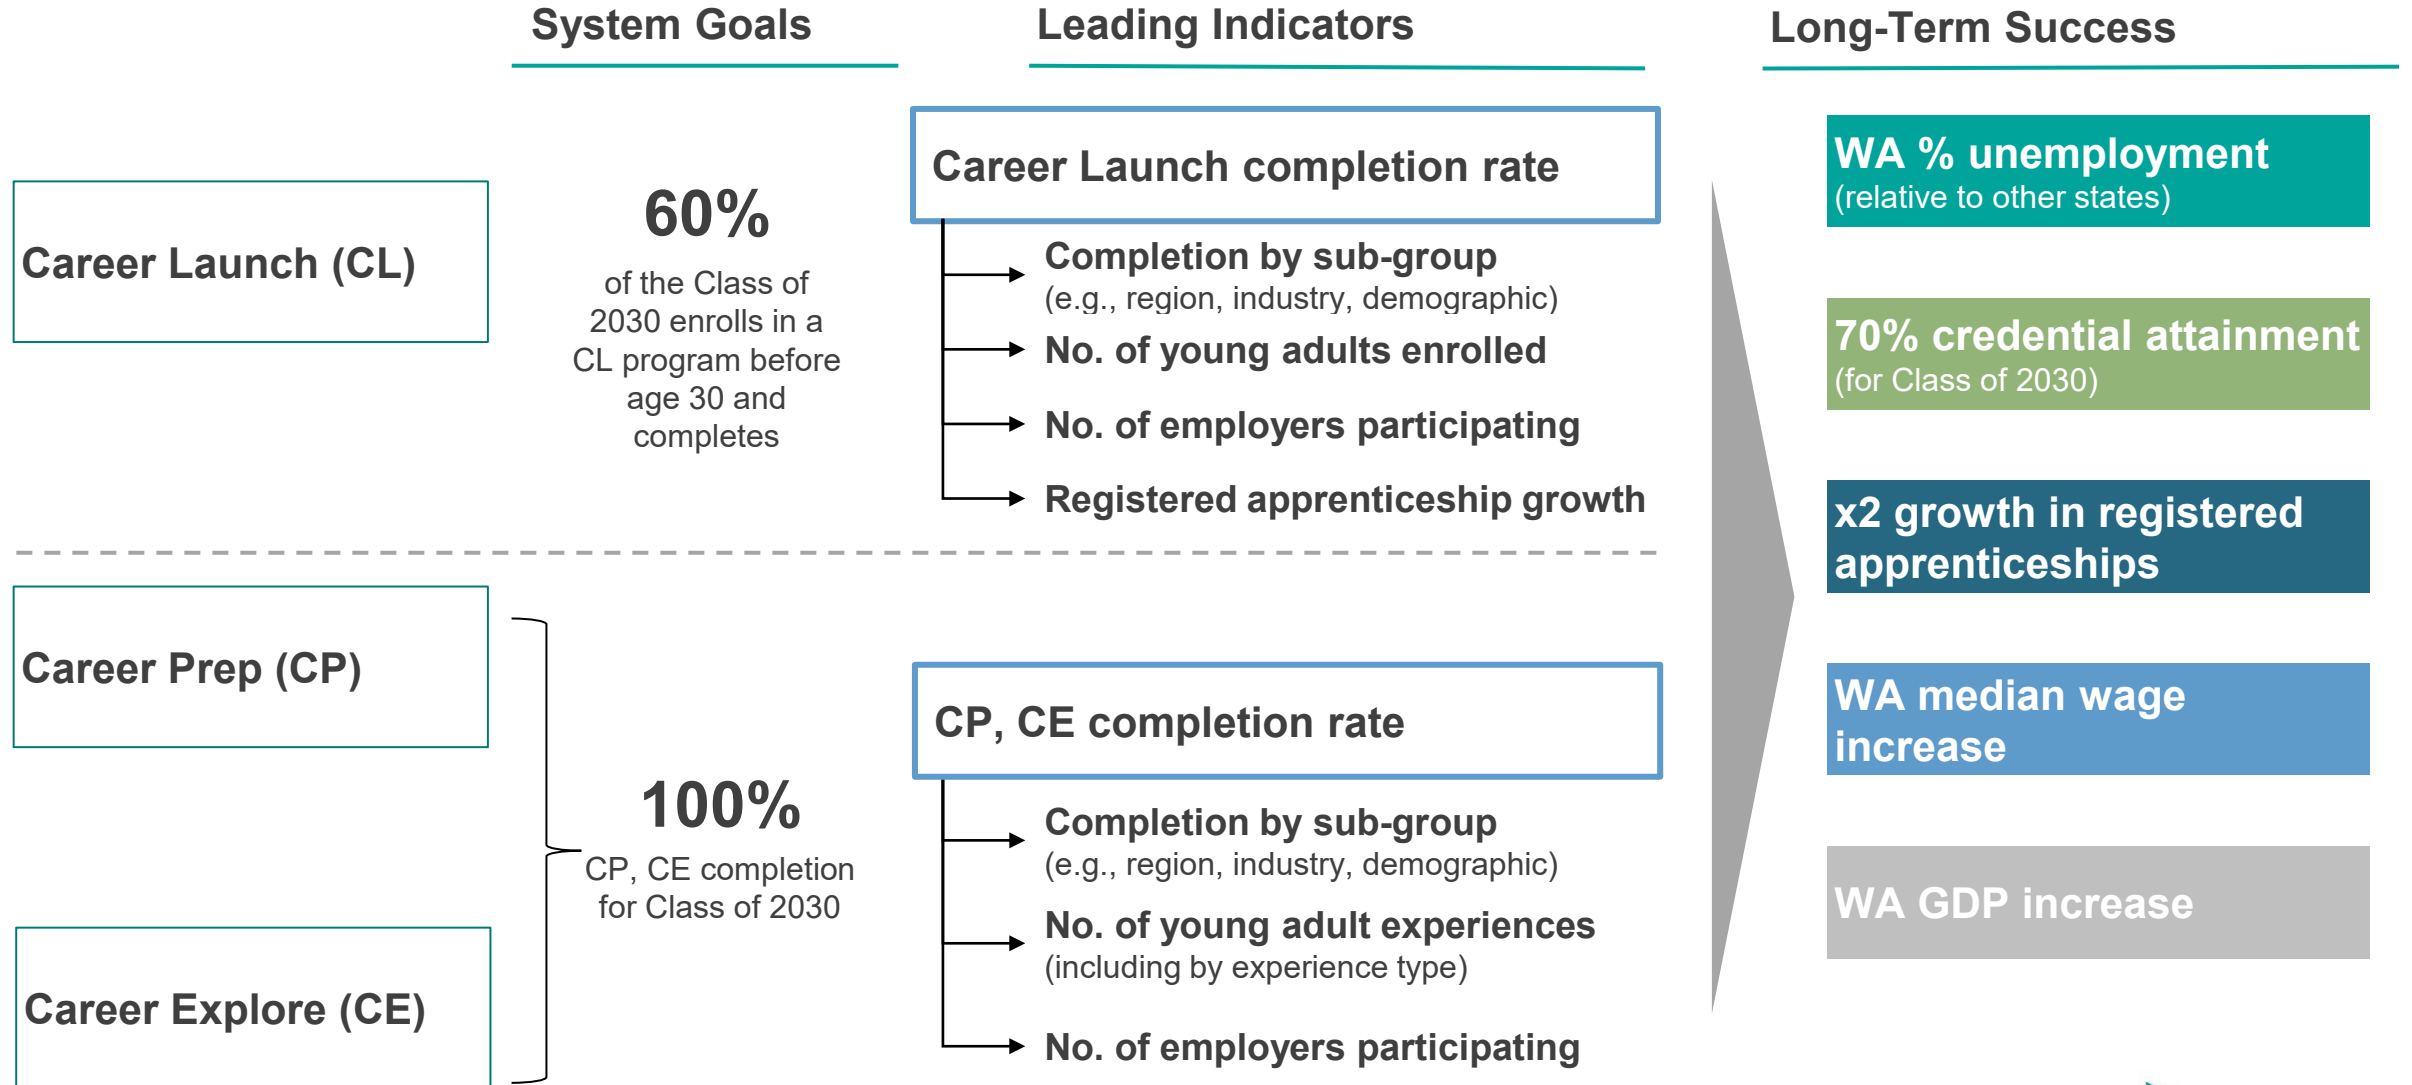 System Goals
Leading Indicators
Long-Term Success
Career Launch (CL)
60%
of the Class of
2030 enrolls in a
CL program before
age 30 and
completes
Career Launch completion rate
Completion by sub-group
(e.g., region, industry, demographic)
No. of young adults enrolled
No. of employers participating
Registered apprenticeship growth
Career Prep (CP)
Career Explore (CE)
100%
CP, CE completion
for Class of 2030
CP, CE completion rate
Completion by sub-group
(e.g., region, industry, demographic)
No. of young adult experiences
(including by experience type)
No. of employers participating
WA % unemployment
(relative to other states)
70% credential attainment
(for Class of 2030)
x2 growth in registered
apprenticeships
WA median wage
increase
WA GDP increase